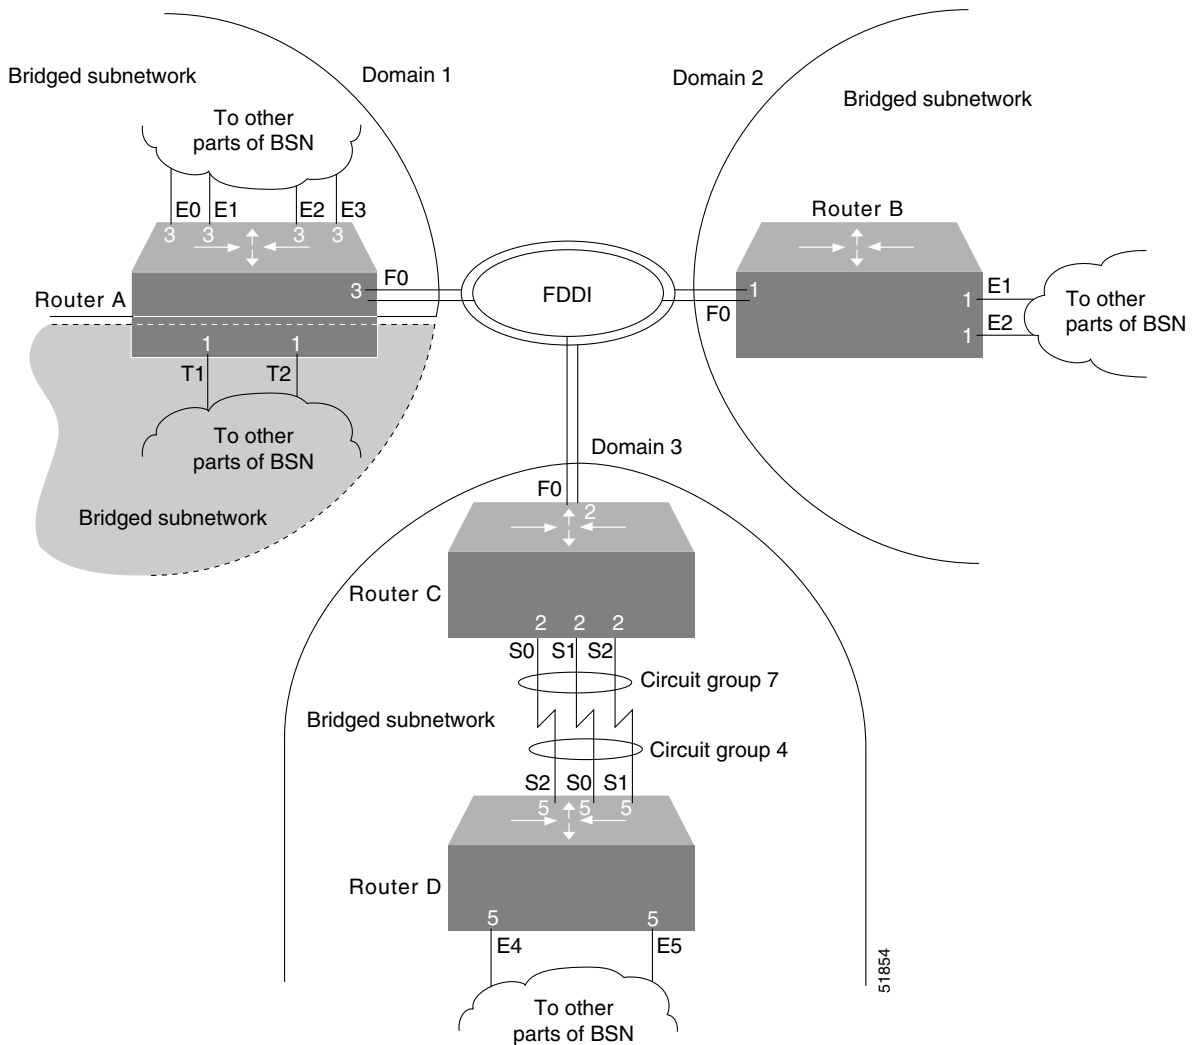 Bridged subnetwork
Domain 1
Domain 2
Bridged subnetwork
To other
parts of BSN
E0
E1
E2
E3
3
3
3
3
Router B
Router A
F0
3
FDDI
1
F0
1
E1
1
E2
To other
parts of BSN
1
1
T1
T2
To other
parts of BSN
Bridged subnetwork
Domain 3
F0
2
Router C
2
2
2
S0
S1
S2
Circuit group 7
Bridged subnetwork
Circuit group 4
S2
S0
S1
5
5
5
Router D
5
5
E4
E5
To other
parts of BSN
51854